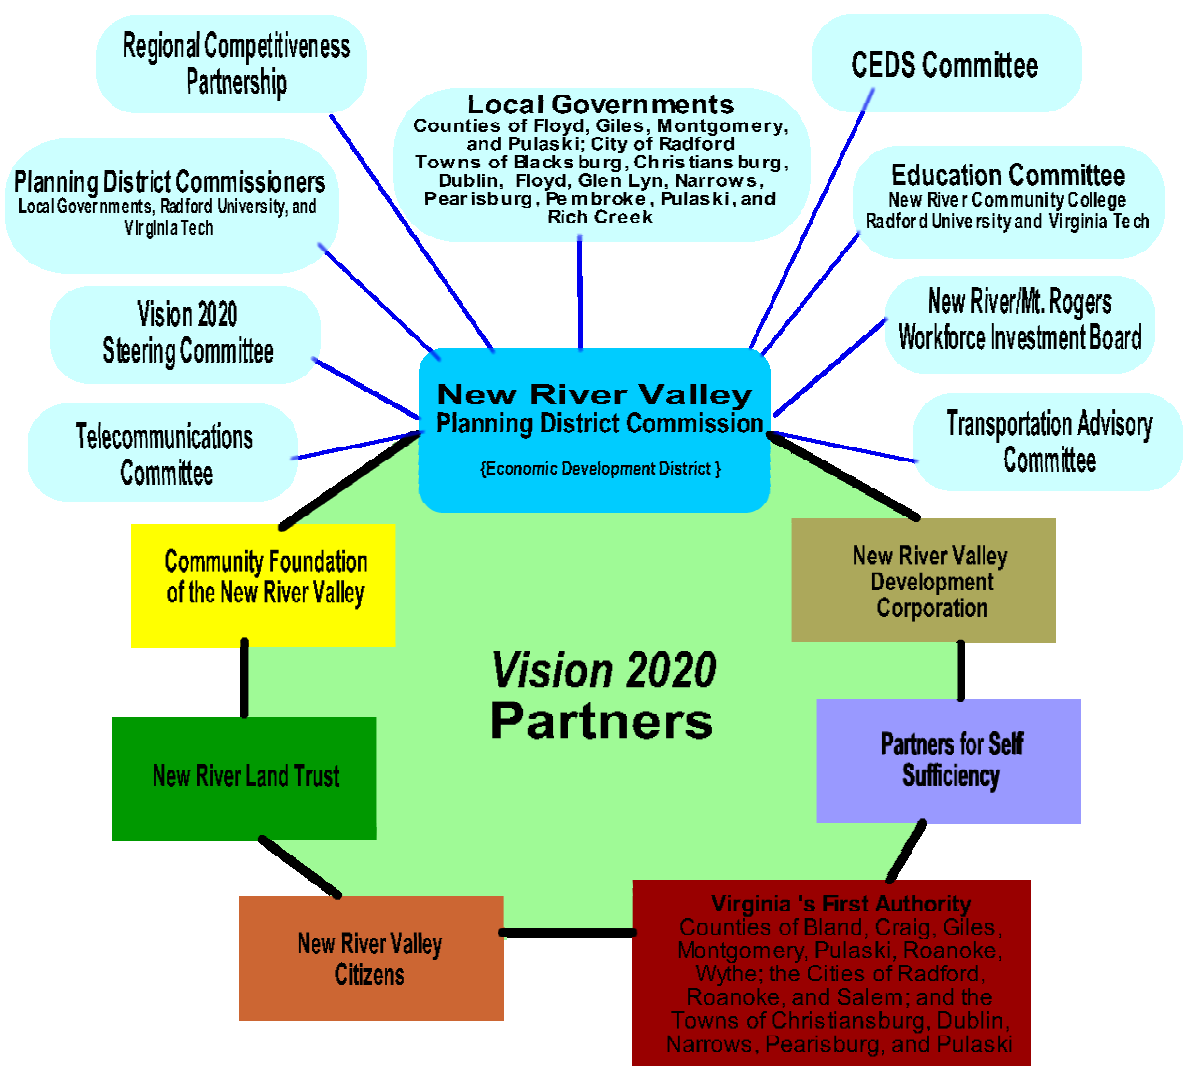 Regional Competitiveness
Partnership
CEDS Committee
Local Governments
Counties of Floyd, Giles, Montgomery,
and Pulaski; City of Radford
Towns of Blacksburg, Christiansburg,
Dublin, Floyd, Glen Lyn, Narrows,
Pearisburg, Pembroke, Pulaski, and
Rich Creek
Planning District Commissioners
Local Governments, Radford University, and
Virginia Tech
Education Committee
New River Community College
Radford University and Virginia Tech
Vision 2020
Steering Committee
New River/Mt. Rogers
Workforce Investment Board
New River Valley
Planning District Commission
{Economic Development District }
Telecommunications
Committee
Transportation Advisory
Committee
Community Foundation
of the New River Valley
New River Valley
Development
Corporation
Vision 2020
Partners
New River Land Trust
Partners for Self
Sufficiency
New River Valley
Citizens
Virginia 's First Authority
Counties of Bland, Craig, Giles,
Montgomery, Pulaski, Roanoke,
Wythe; the Cities of Radford,
Roanoke, and Salem; and the
Towns of Christiansburg, Dublin,
Narrows, Pearisburg, and Pulaski